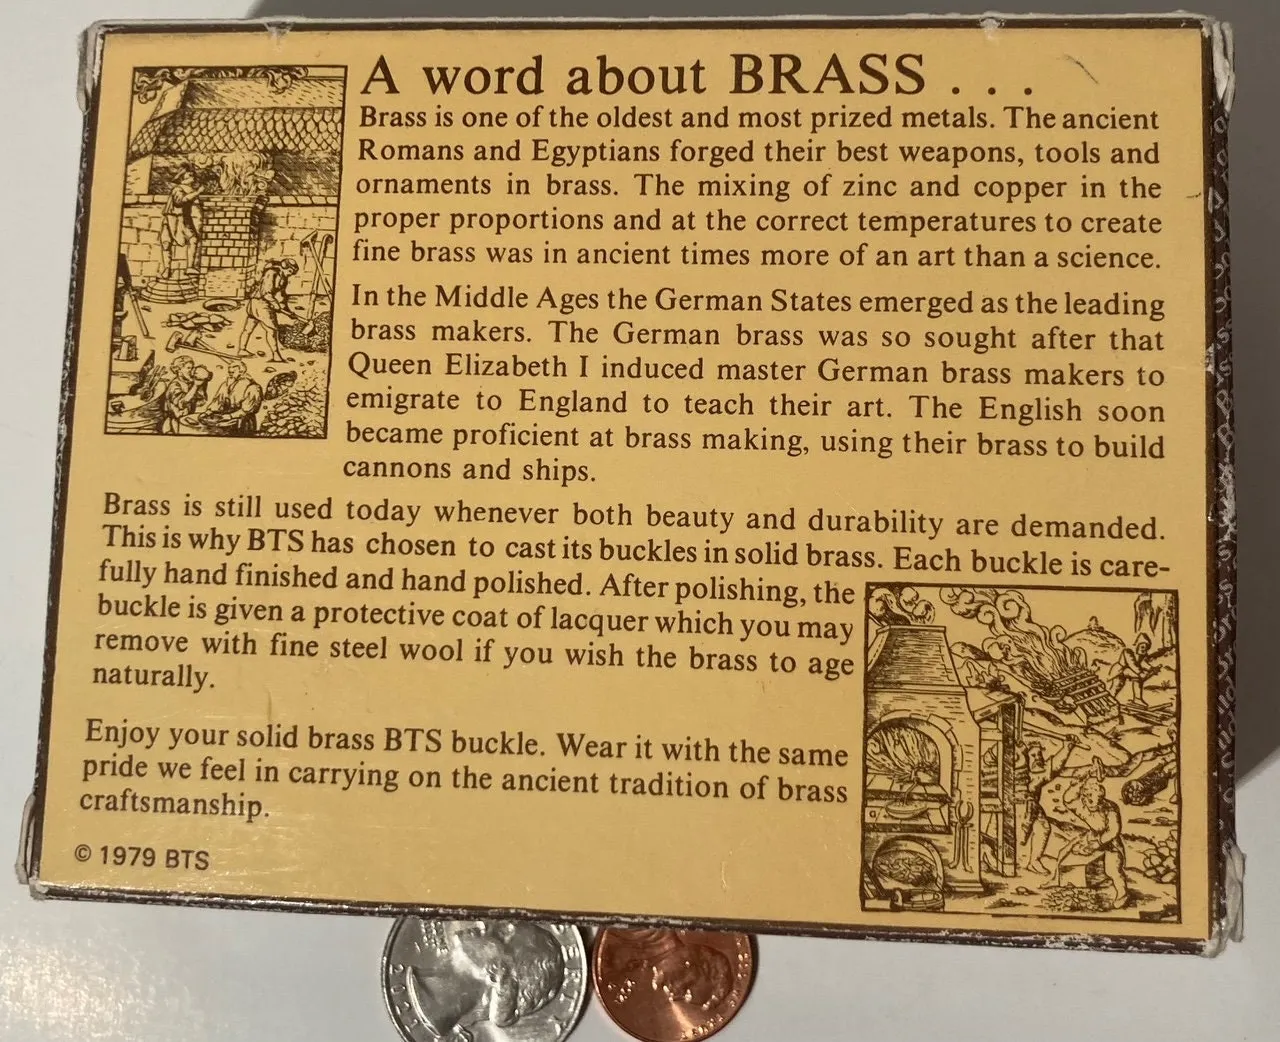 A word about BRASS . . .
Brass is one of the oldest and most prized metals. The ancient
Romans and Egyptians forged their best weapons, tools and
ornaments in brass. The mixing of zinc and copper in the
proper proportions and at the correct temperatures to create
fine brass was in ancient times more of an art than a science.
In the Middle Ages the German States emerged as the leading
brass makers. The German brass was so sought after that
Queen Elizabeth I induced master German brass makers to
emigrate to England to teach their art. The English soon
became proficient at brass making, using their brass to build
cannons and ships.
Brass is still used today whenever both beauty and durability are demanded.
This is why BTS has chosen to cast its buckles in solid brass. Each buckle is care-
fully hand finished and hand polished. After polishing, the
buckle is given a protective coat of lacquer which you may
remove with fine steel wool if you wish the brass to age
naturally.
Enjoy your solid brass BTS buckle. Wear it with the same
pride we feel in carrying on the ancient tradition of brass
craftsmanship.
© 1979 BTS